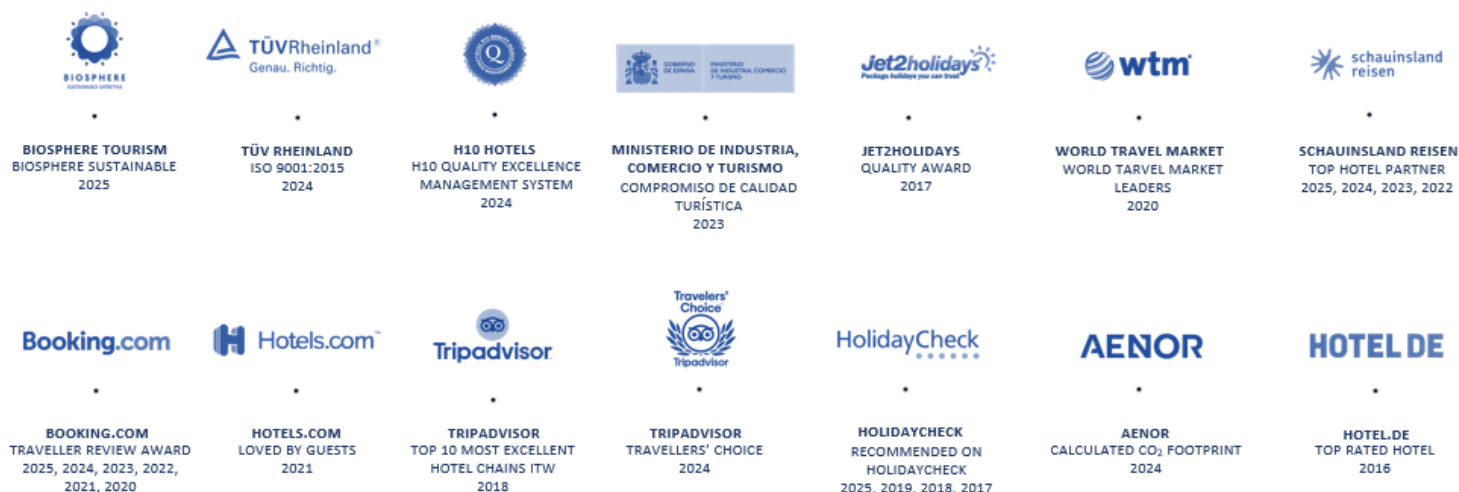 BIOSPHERE
SUSTAINABLE LIFESTYLE
TÜVRheinland®
Genau. Richtig.
Q
GOBIERNO
DE ESPAÑA
MINISTERIO
DE INDUSTRIA, COMERCIO
Y TURISMO
Jet2holidays
Package holidays you can trust
wtm
schauinsland
reisen
BIOSPHERE TOURISM
BIOSPHERE SUSTAINABLE
2025
TÜV RHEINLAND
ISO 9001:2015
2024
H10 HOTELS
H10 QUALITY EXCELLENCE
MANAGEMENT SYSTEM
2024
MINISTERIO DE INDUSTRIA,
COMERCIO Y TURISMO
COMPROMISO DE CALIDAD
TURÍSTICA
2023
JET2HOLIDAYS
QUALITY AWARD
2017
WORLD TRAVEL MARKET
WORLD TARVEL MARKET
LEADERS
2020
SCHAUINSLAND REISEN
TOP HOTEL PARTNER
2025, 2024, 2023, 2022
Booking.com
Hotels.com™
Tripadvisor
Travelers'
Choice
Tripadvisor
HolidayCheck
AENOR
HOTEL DE
BOOKING.COM
TRAVELLER REVIEW AWARD
2025, 2024, 2023, 2022,
2021, 2020
HOTELS.COM
LOVED BY GUESTS
2021
TRIPADVISOR
TOP 10 MOST EXCELLENT
HOTEL CHAINS ITW
2018
TRIPADVISOR
TRAVELLERS' CHOICE
2024
HOLIDAYCHECK
RECOMMENDED ON
HOLIDAYCHECK
2025, 2019, 2018, 2017
AENOR
CALCULATED CO₂ FOOTPRINT
2024
HOTEL.DE
TOP RATED HOTEL
2016